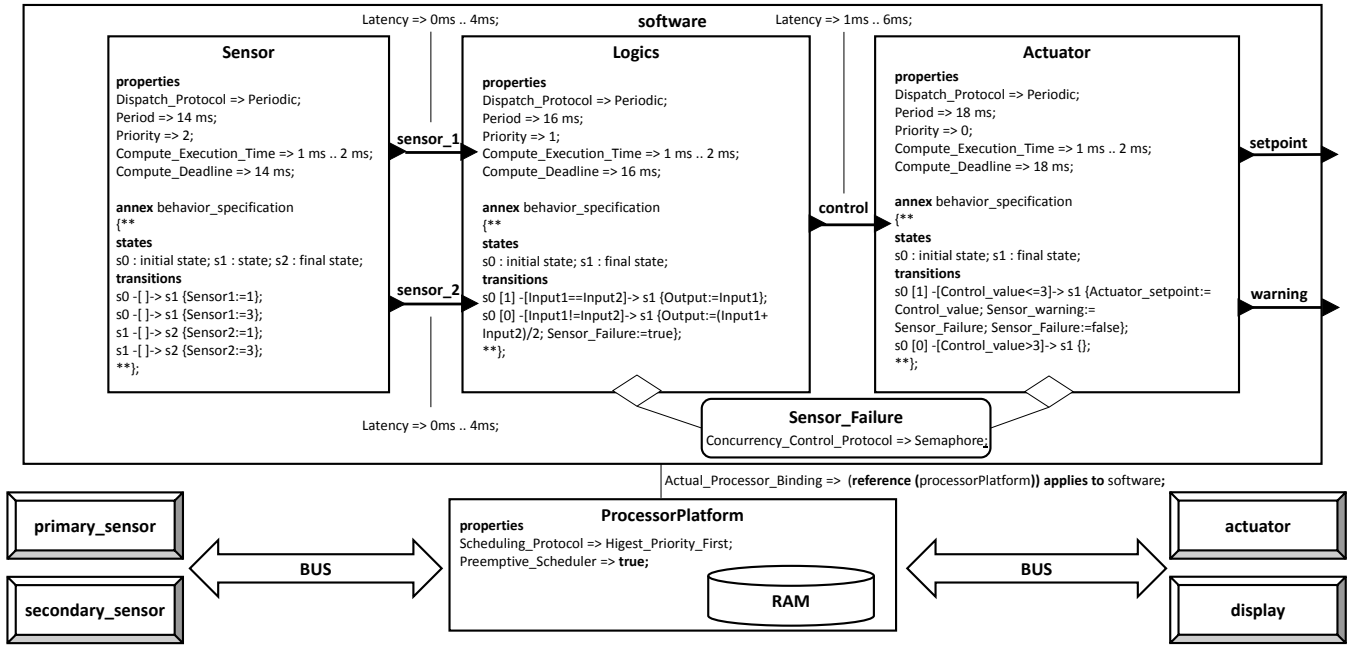 Latency => 0ms .. 4ms;
software
Latency => 1ms .. 6ms;
Sensor
properties
Dispatch_Protocol => Periodic;
Period => 14 ms;
Priority => 2;
Compute_Execution_Time => 1 ms .. 2 ms;
Compute_Deadline => 14 ms;
annex behavior_specification
{**
states
s0 : initial state; s1 : state; s2 : final state;
transitions
s0 -[ ]-> s1 {Sensor1:=1};
s0 -[ ]-> s1 {Sensor1:=3};
s1 -[ ]-> s2 {Sensor2:=1};
s1 -[ ]-> s2 {Sensor2:=3};
**};
sensor_1
sensor_2
Latency => 0ms .. 4ms;
Logics
properties
Dispatch_Protocol => Periodic;
Period => 16 ms;
Priority => 1;
Compute_Execution_Time => 1 ms .. 2 ms;
Compute_Deadline => 16 ms;
annex behavior_specification
{**
states
s0 : initial state; s1 : final state;
transitions
s0 [1] -[Input1==Input2]-> s1 {Output:=Input1};
s0 [0] -[Input1!=Input2]-> s1 {Output:=(Input1+
Input2)/2; Sensor_Failure:=true};
**};
control
Actuator
properties
Dispatch_Protocol => Periodic;
Period => 18 ms;
Priority => 0;
Compute_Execution_Time => 1 ms .. 2 ms;
Compute_Deadline => 18 ms;
annex behavior_specification
{**
states
s0 : initial state; s1 : final state;
transitions
s0 [1] -[Control_value<=3]-> s1 {Actuator_setpoint:=
Control_value; Sensor_warning:=
Sensor_Failure; Sensor_Failure:=false};
s0 [0] -[Control_value>3]-> s1 {};
**};
setpoint
warning
Sensor_Failure
Concurrency_Control_Protocol => Semaphore;
Actual_Processor_Binding => (reference (processorPlatform)) applies to software;
primary_sensor
secondary_sensor
BUS
ProcessorPlatform
properties
Scheduling_Protocol => Higest_Priority_First;
Preemptive_Scheduler => true;
RAM
BUS
actuator
display